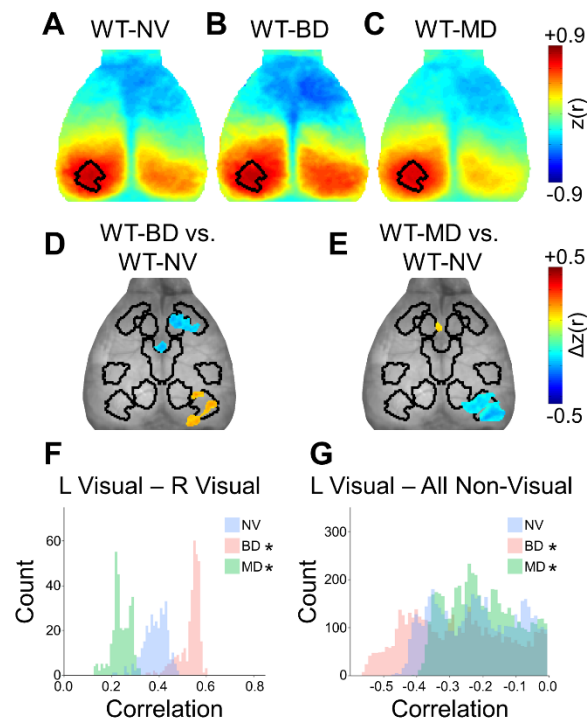 A WT-NV
B WT-BD
C WT-MD
+0.9
z(r)
-0.9
D WT-BD vs.
WT-NV
E WT-MD vs.
WT-NV
+0.5
Δz(r)
-0.5
F
L Visual – R Visual
60
40
20
0
Count
NV
BD *
MD *
0.0 0.2 0.4 0.6 0.8
Correlation
G
L Visual – All Non-Visual
300
200
100
0
Count
NV
BD *
MD *
-0.5 -0.4 -0.3 -0.2 -0.1 0.0
Correlation